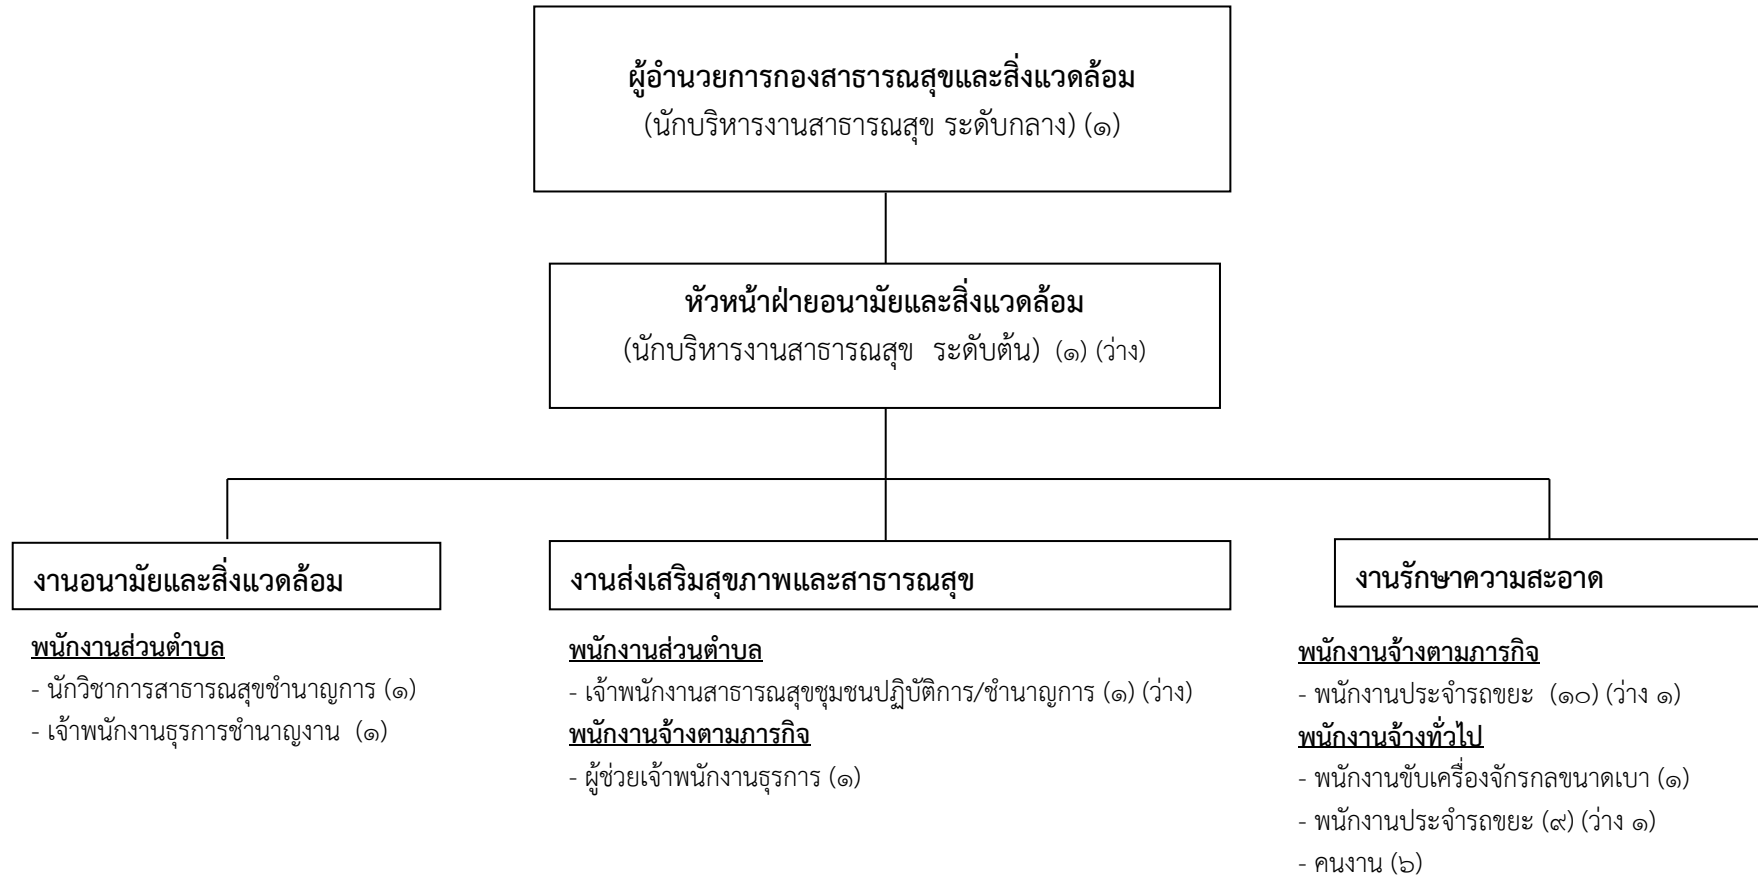 ผู้อำนวยการกองสาธารณสุขและสิ่งแวดล้อม
(นักบริหารงานสาธารณสุข ระดับกลาง) (๑)
หัวหน้าฝ่ายอนามัยและสิ่งแวดล้อม
(นักบริหารงานสาธารณสุข ระดับต้น) (๑) (ว่าง)
งานอนามัยและสิ่งแวดล้อม
พนักงานส่วนตำบล
- นักวิชาการสาธารณสุขชำนาญการ (๑)
- เจ้าพนักงานธุรการชำนาญงาน (๑)
งานส่งเสริมสุขภาพและสาธารณสุข
พนักงานส่วนตำบล
- เจ้าพนักงานสาธารณสุขชุมชนปฏิบัติการ/ชำนาญการ (๑) (ว่าง)
พนักงานจ้างตามภารกิจ
- ผู้ช่วยเจ้าพนักงานธุรการ (๑)
งานรักษาความสะอาด
พนักงานจ้างตามภารกิจ
- พนักงานประจำรถขยะ (๑๐) (ว่าง ๑)
พนักงานจ้างทั่วไป
- พนักงานขับเครื่องจักรกลขนาดเบา (๑)
- พนักงานประจำรถขยะ (๙) (ว่าง ๑)
- คนงาน (๖)